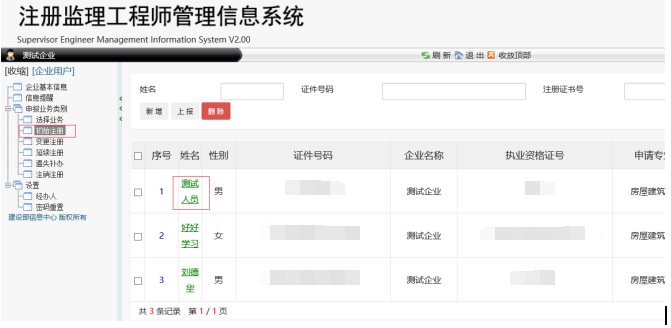 注册监理工程师管理信息系统
Supervisor Engineer Management Information System V2.00
测试企业 刷 新 退 出 收放顶部
[收缩] [企业用户]
企业基本信息
信息提醒
申报业务类别
选择业务
初始注册
变更注册
延续注册
遗失补办
注销注册
设置
经办人
密码重置
建设部信息中心 版权所有
姓名 证件号码 注册证书号
新 增 上 报 删 除
序号 姓名 性别 证件号码 企业名称 执业资格证号 申请专
1 测试 男 测试企业 房屋建筑
人员
2 好好 女 测试企业 房屋建筑
学习
3 刘德 男 测试企业 房屋建筑
华
共 3 条记录 第 1 / 1 页